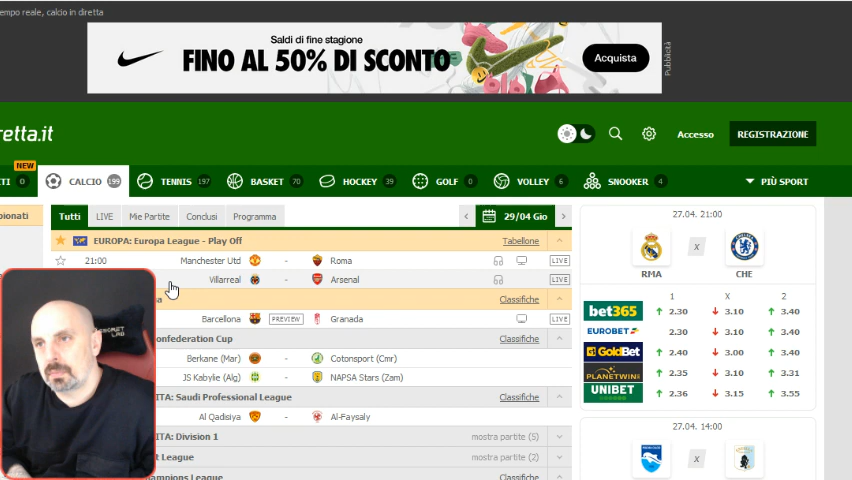 empo reale, calcio in diretta
Saldi di fine stagione
FINO AL 50% DI SCONTO
Acquista
Pubblicità
retta.it
Accesso
REGISTRAZIONE
NEW
TI 0
CALCIO 199
TENNIS 197
BASKET 70
HOCKEY 39
GOLF 0
VOLLEY 6
SNOOKER 4
PIÙ SPORT
pionati
Tutti
LIVE
Mie Partite
Conclusi
Programma
29/04 Gio
EUROPA: Europa League - Play Off
Tabellone
21:00 Manchester Utd - Roma LIVE
Villarreal - Arsenal LIVE
na
Classifiche
Barcellona PREVIEW Granada LIVE
onfederation Cup
Classifiche
Berkane (Mar) - Cotonsport (Cmr)
JS Kabylie (Alg) - NAPSA Stars (Zam)
ITA: Saudi Professional League
Classifiche
Al Qadisiya - Al-Faysaly
ITA: Division 1
mostra partite (5)
t League
mostra partite (2)
hampions League
Classifiche
SECRET LAB
27.04. 21:00
RMA X CHE
1 X 2
bet365 2.30 3.10 3.40
EUROBET 2.30 3.10 3.40
GoldBet 2.40 3.00 3.40
PLANETWIN 2.35 3.10 3.31
UNIBET 2.36 3.15 3.55
27.04. 14:00
X